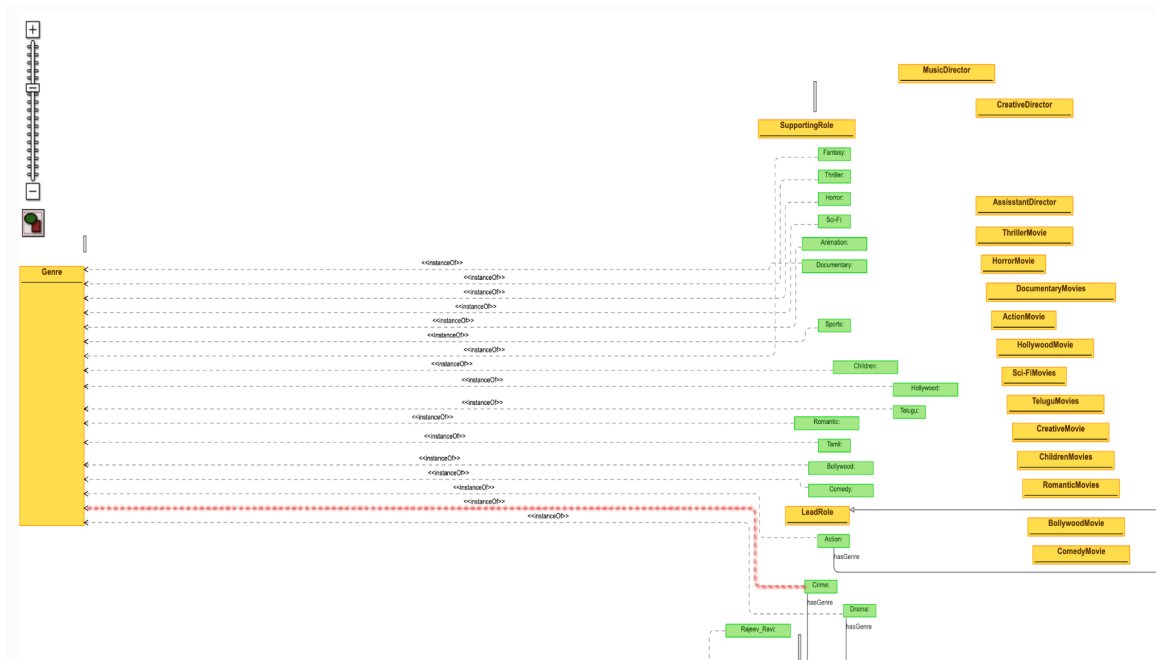 MusicDirector
CreativeDirector
SupportingRole
Fantasy:
Thriller:
Horror:
AssisstantDirector
Sci-Fi:
ThrillerMovie
Animation:
<<instanceOf>>
Documentary:
HorrorMovie
Genre
<<instanceOf>>
DocumentaryMovies
<<instanceOf>>
<<instanceOf>>
ActionMovie
<<instanceOf>>
Sports:
<<instanceOf>>
HollywoodMovie
<<instanceOf>>
<<instanceOf>>
Children:
Sci-FiMovies
<<instanceOf>>
Hollywood:
<<instanceOf>>
TeluguMovies
Telugu:
<<instanceOf>>
Romantic:
CreativeMovie
<<instanceOf>>
Tamil:
<<instanceOf>>
ChildrenMovies
Bollywood:
<<instanceOf>>
<<instanceOf>>
Comedy:
RomanticMovies
<<instanceOf>>
LeadRole
<<instanceOf>>
BollywoodMovie
Action:
ComedyMovie
hasGenre
Crime:
hasGenre
Drama:
hasGenre
Rajeev_Ravi: